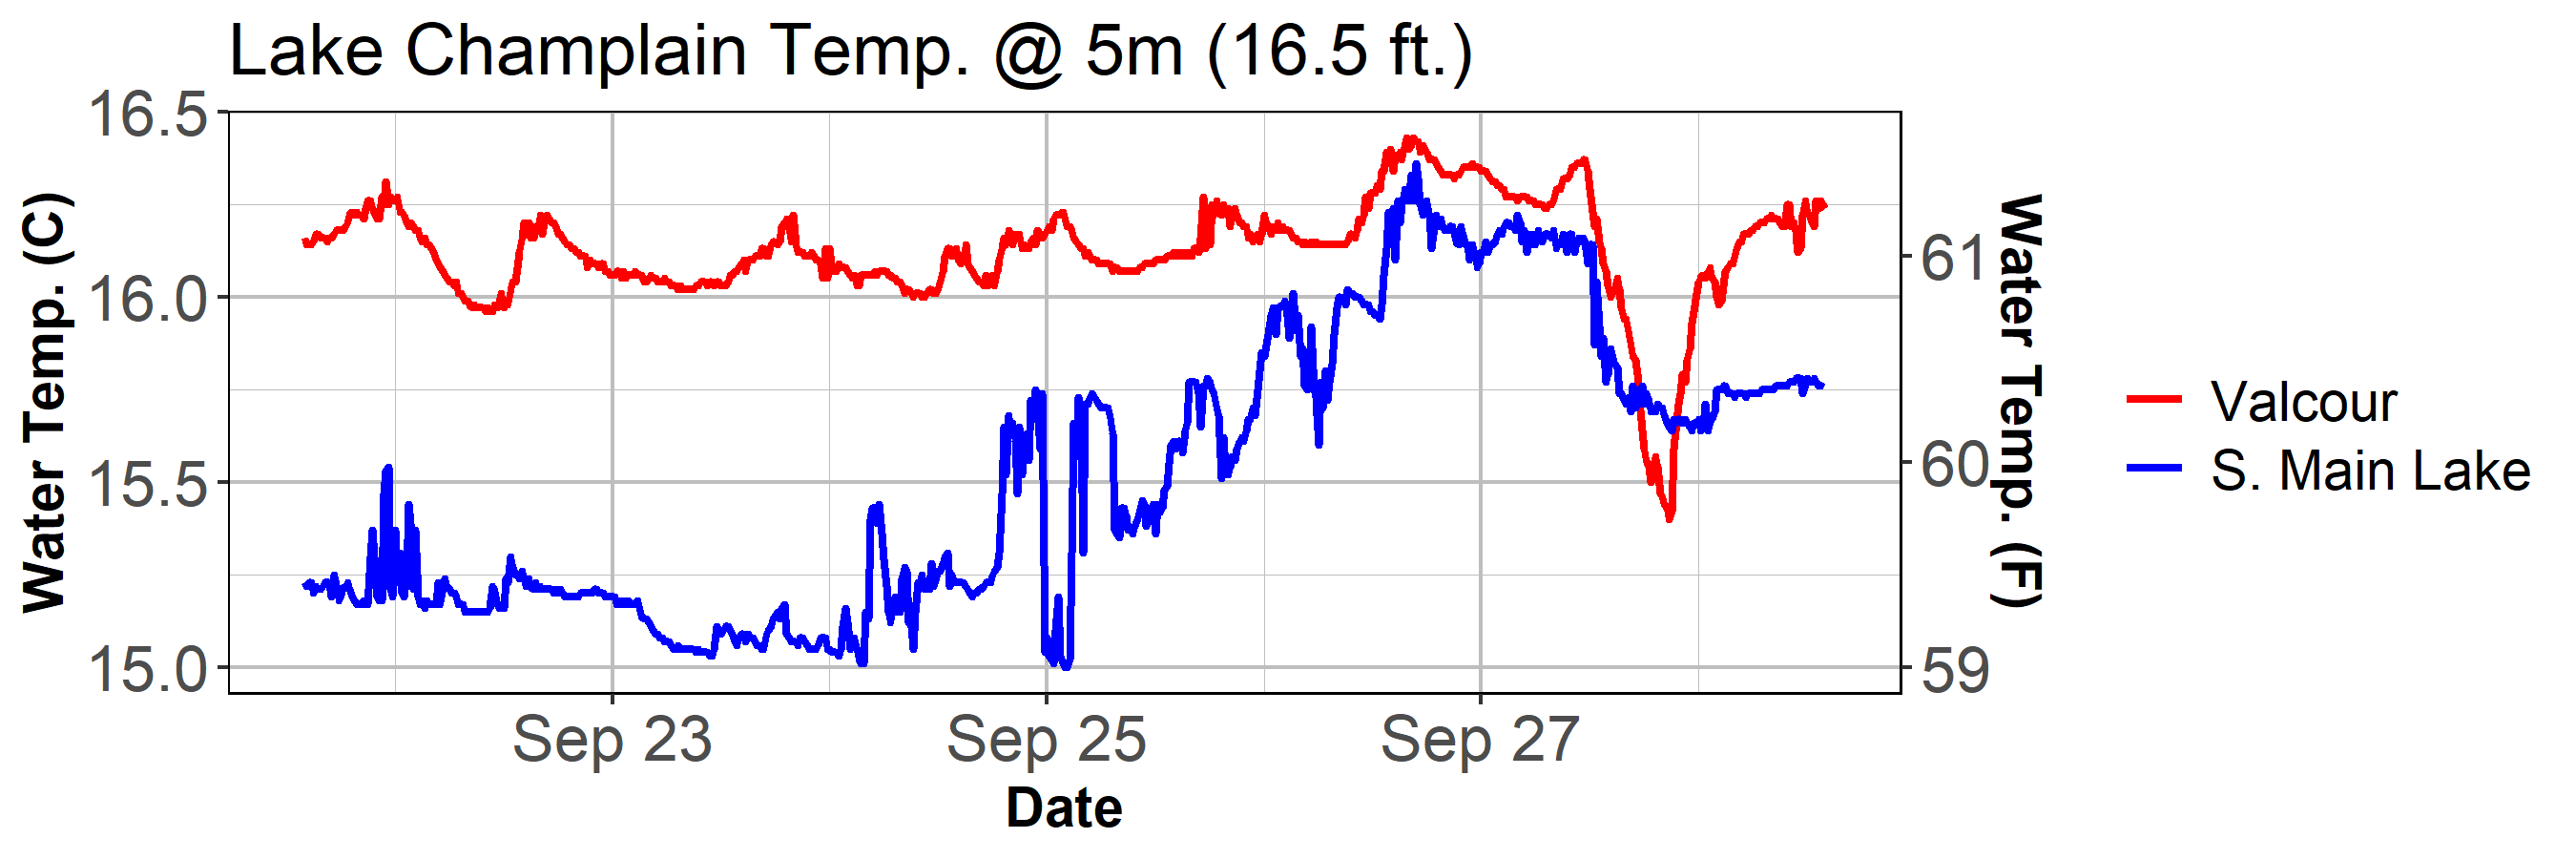 Lake Champlain Temp. @ 5m (16.5 ft.)
Water Temp. (C)
16.5
16.0
15.5
15.0
61
60
59
Water Temp. (F)
Sep 23
Sep 25
Sep 27
Date
Valcour
S. Main Lake